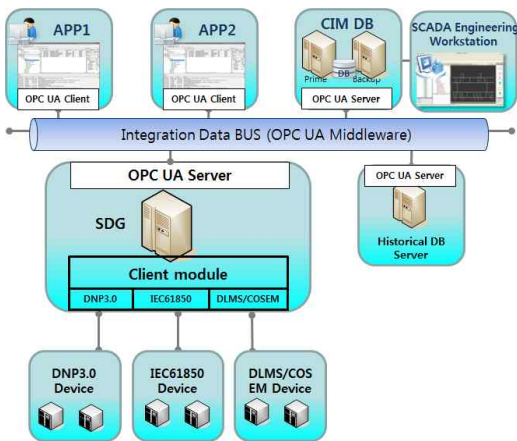 APP1
APP2
CIM DB
SCADA Engineering
Workstation
Prime
DB
Backup
OPC UA Client
OPC UA Client
OPC UA Server
Integration Data BUS (OPC UA Middleware)
OPC UA Server
OPC UA Server
SDG
Historical DB
Server
Client module
DNP3.0
IEC61850
DLMS/COSEM
DNP3.0
Device
IEC61850
Device
DLMS/COS
EM Device